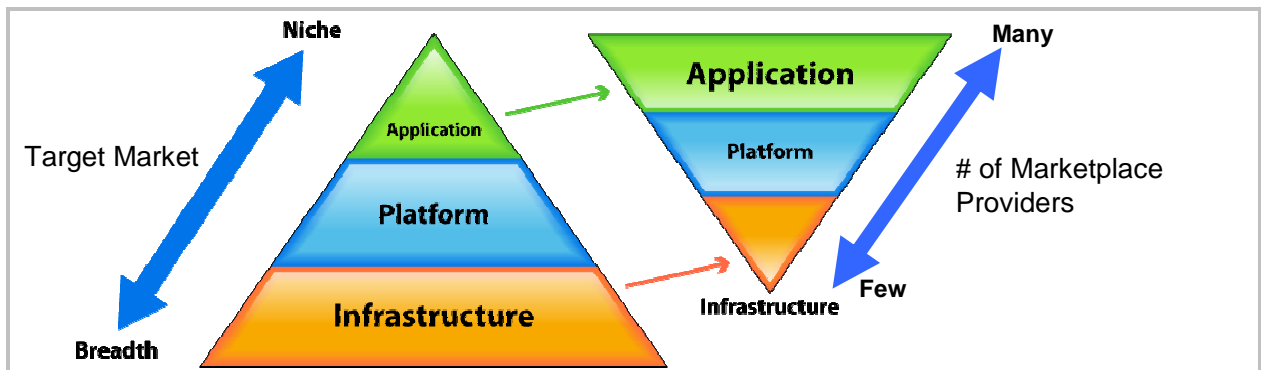 Niche
Many
Application
Application
Target Market
Platform
# of Marketplace
Providers
Platform
Infrastructure
Infrastructure
Few
Breadth